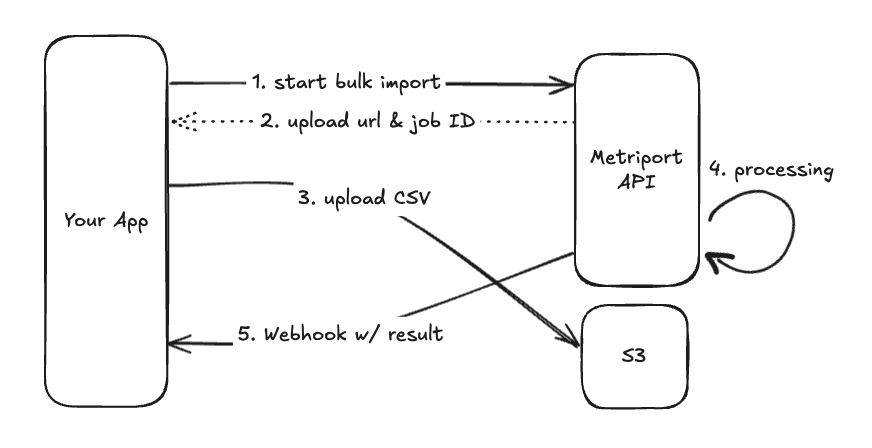 1. start bulk import
2. upload url & job ID
Metriport
API
4. processing
3. upload CSV
Your App
5. Webhook w/ result
S3